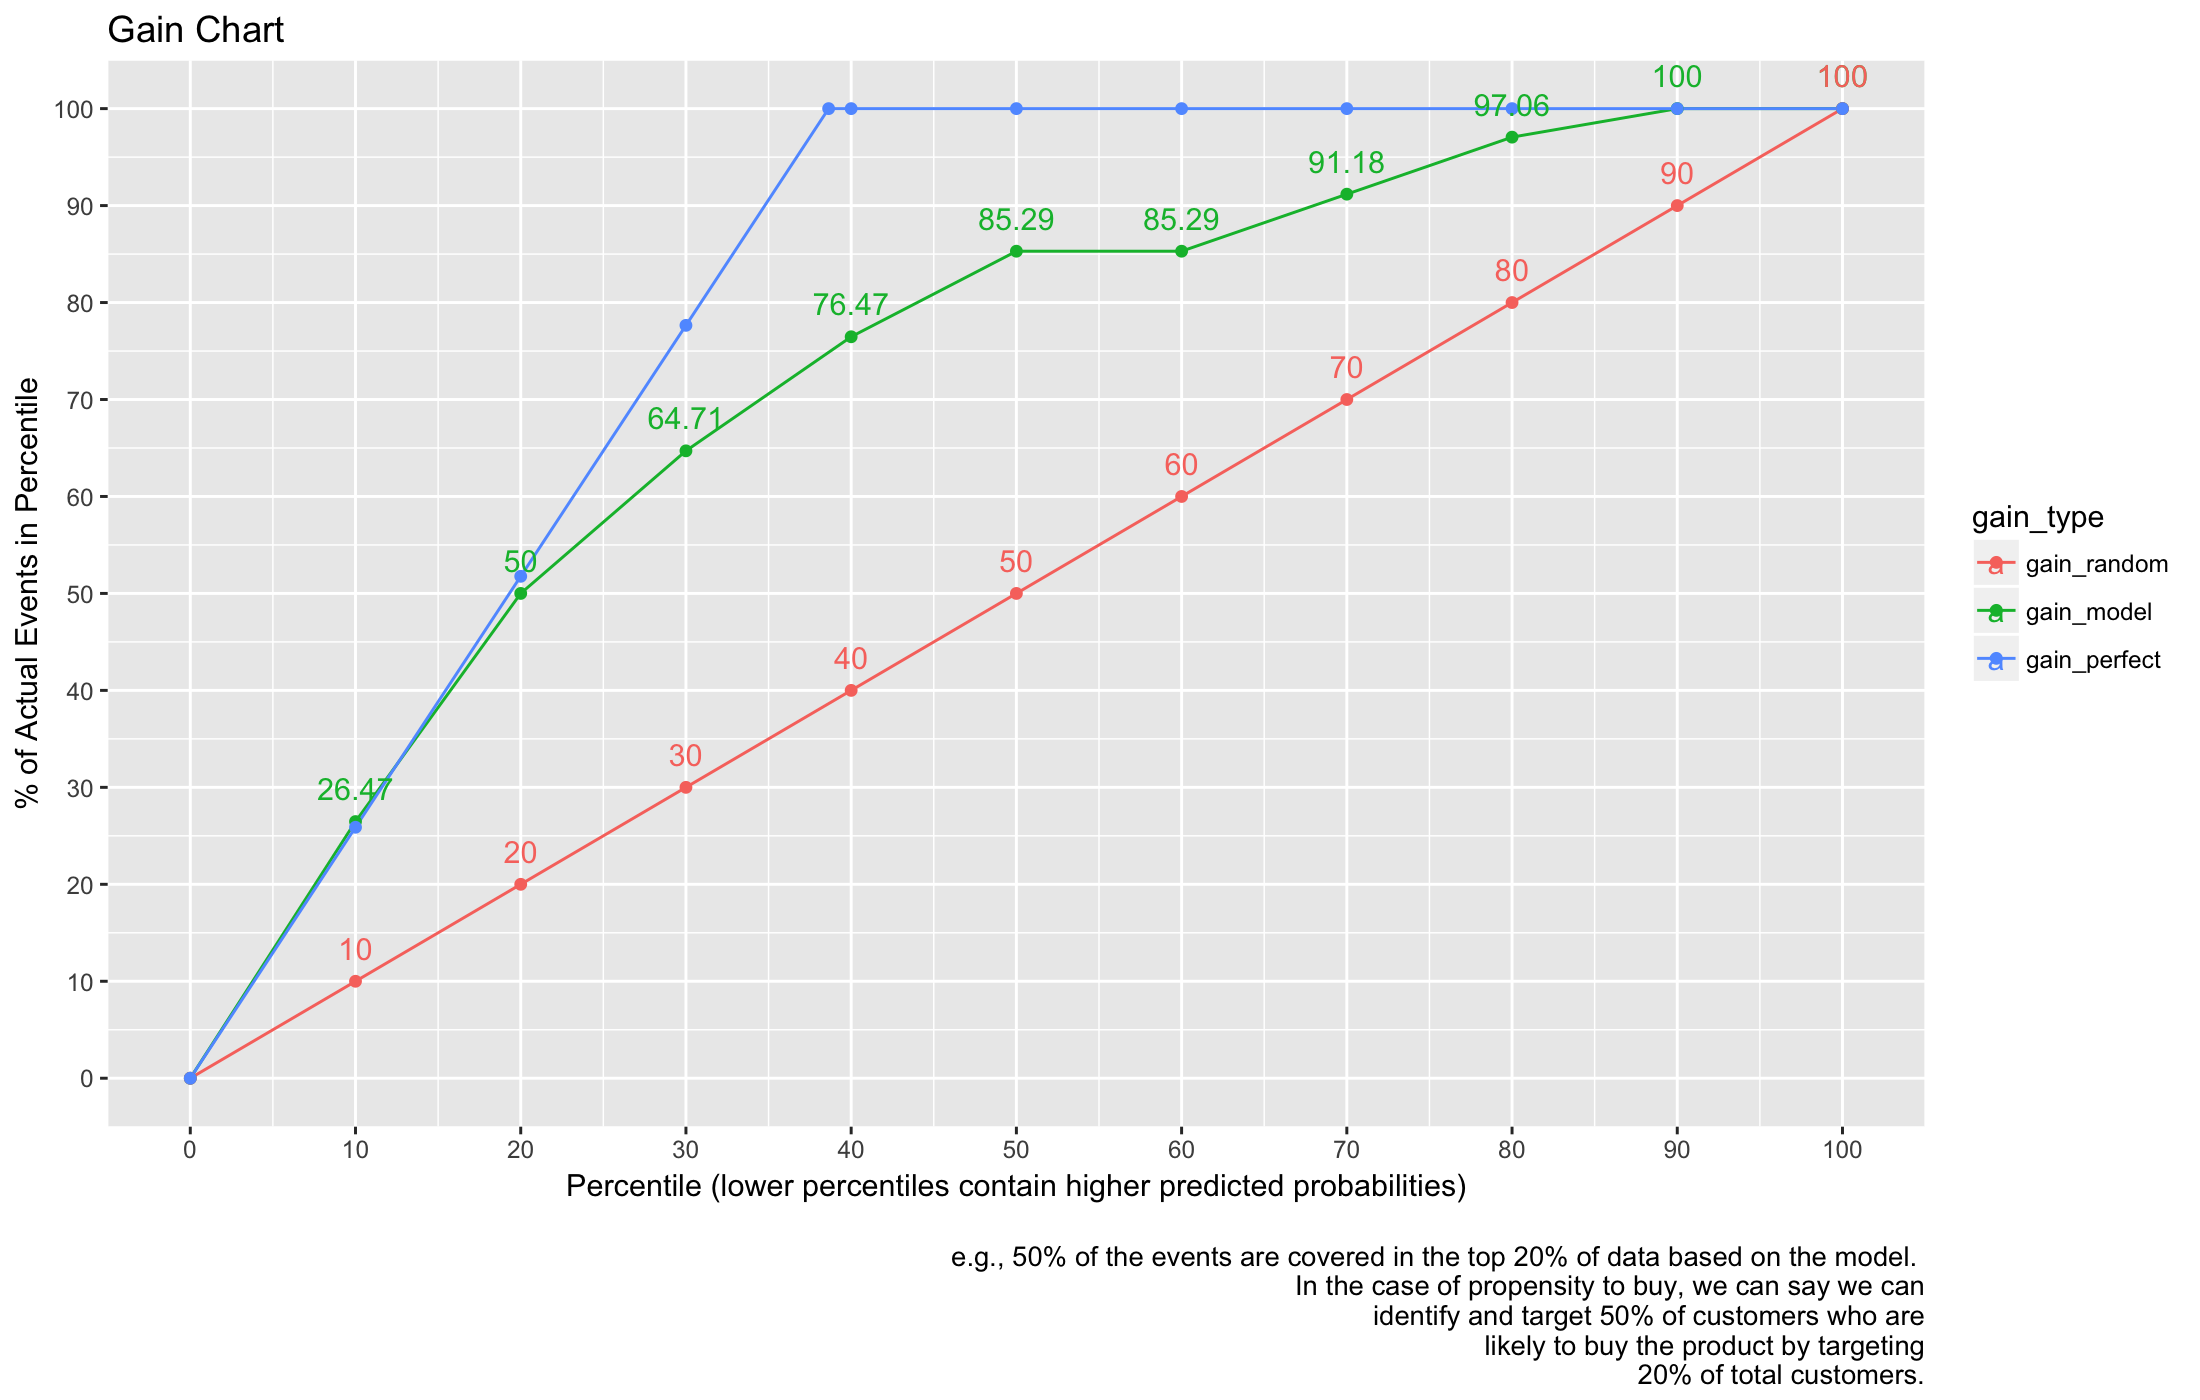 Gain Chart
100
100
97.06
100
91.18
90
90
85.29
85.29
80
80
76.47
70
70
64.71
60
60
50
50
50
40
40
30
30
26.47
20
20
10
10
0
% of Actual Events in Percentile
0 10 20 30 40 50 60 70 80 90 100
Percentile (lower percentiles contain higher predicted probabilities)
gain_type
a gain_random
a gain_model
a gain_perfect
e.g., 50% of the events are covered in the top 20% of data based on the model.
In the case of propensity to buy, we can say we can
identify and target 50% of customers who are
likely to buy the product by targeting
20% of total customers.